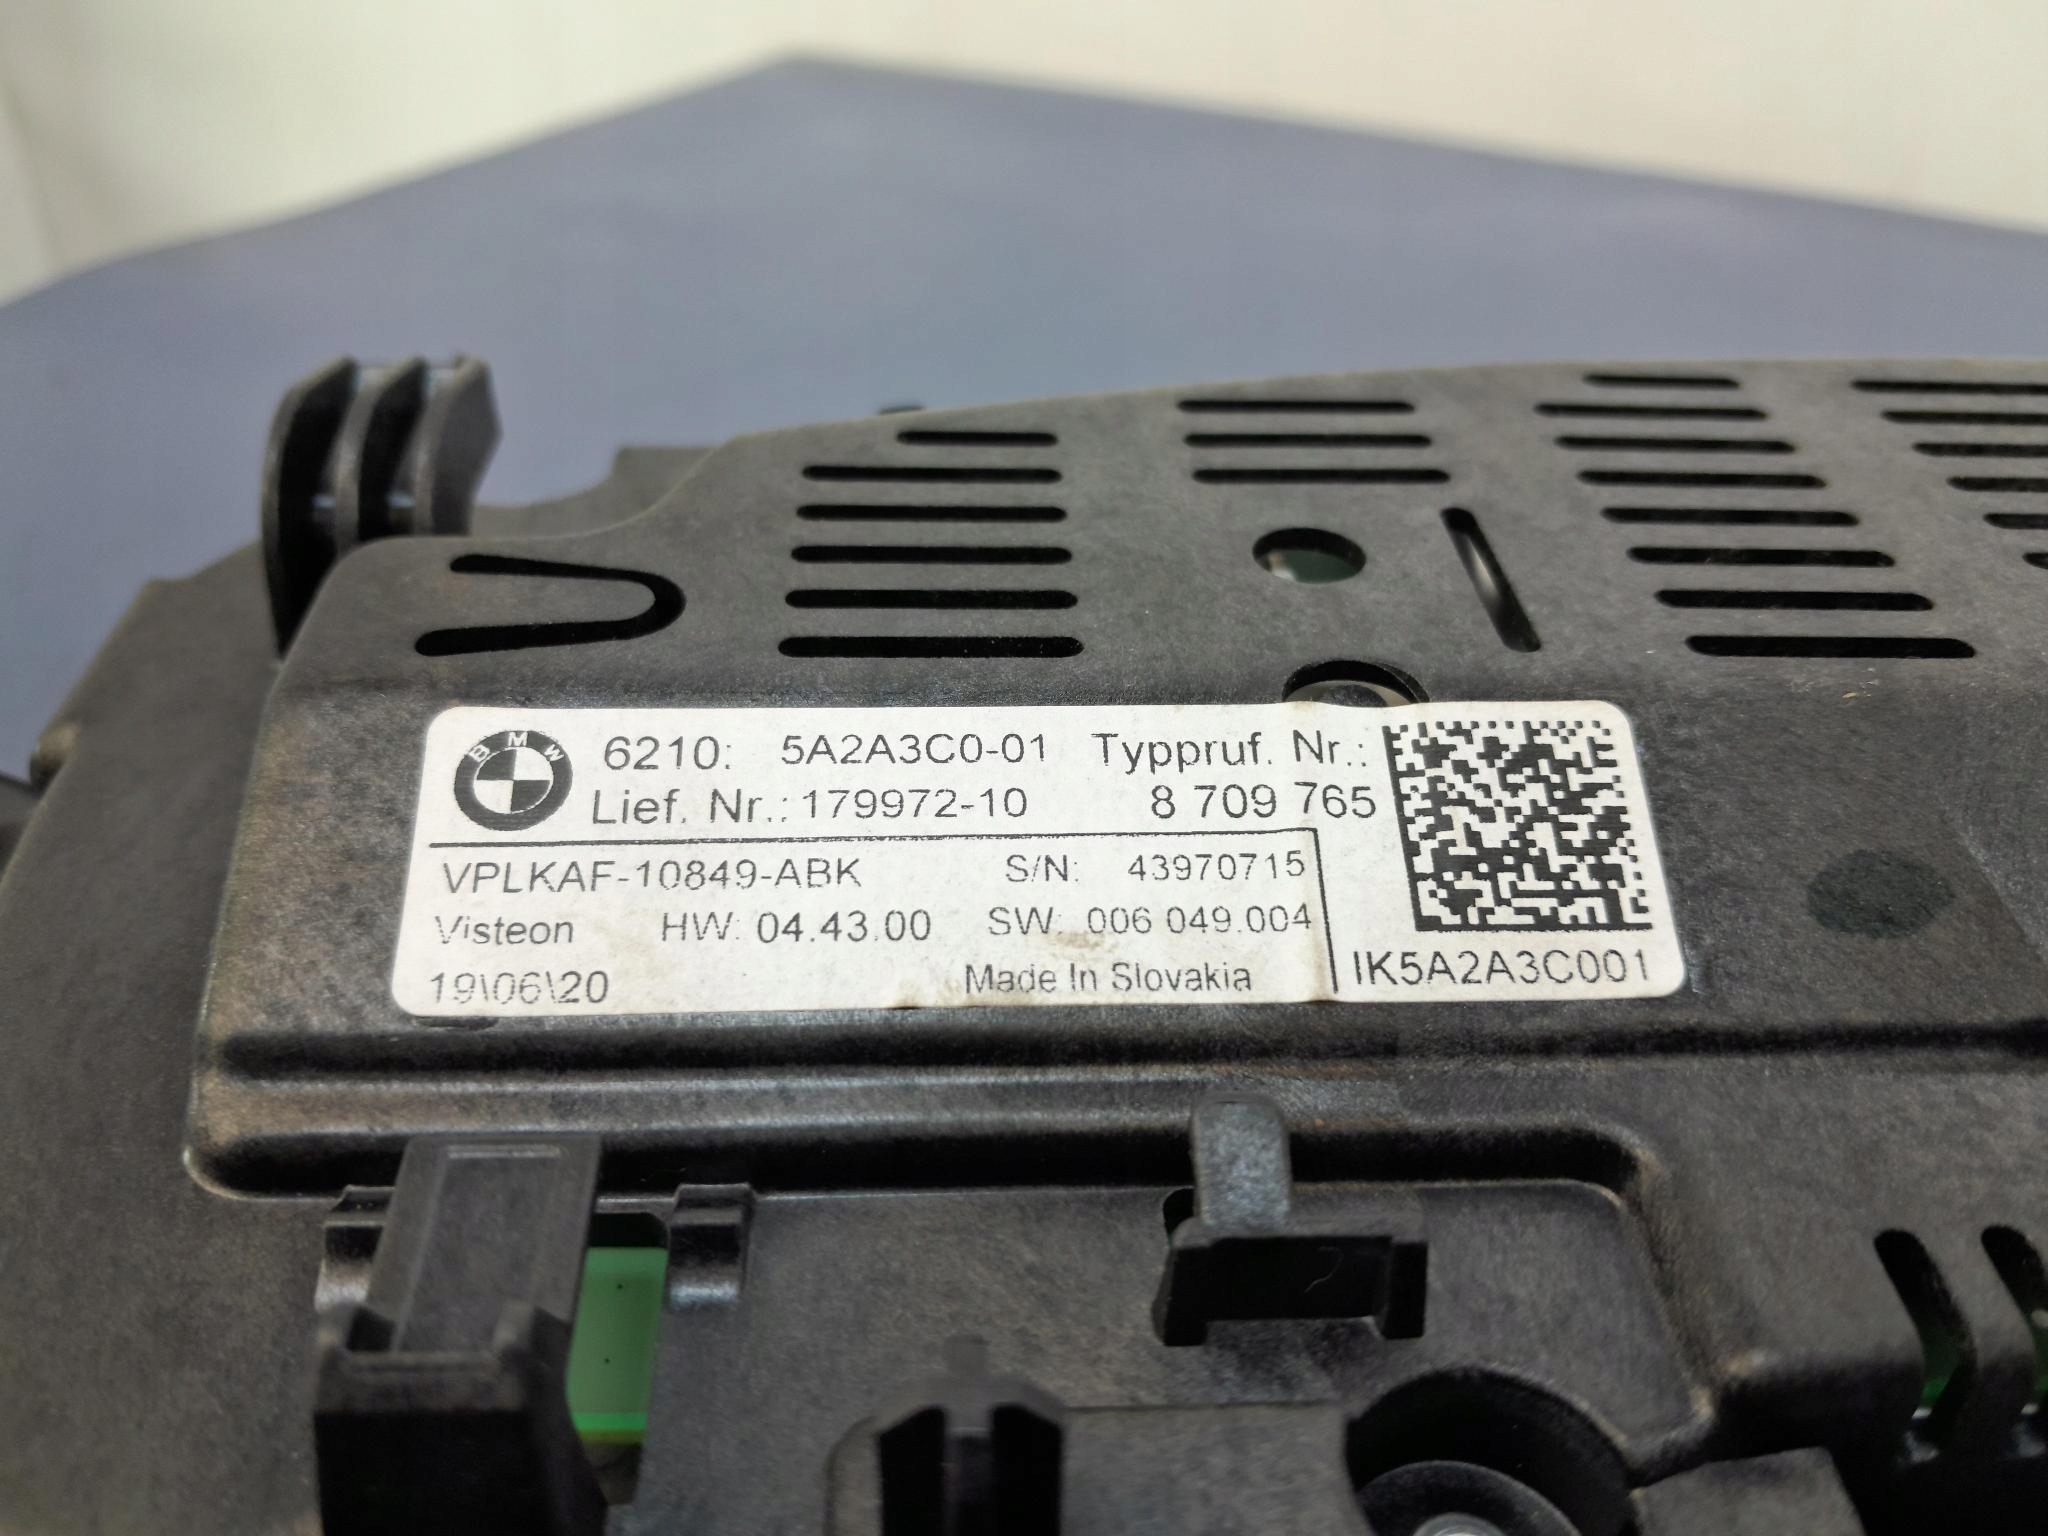 BMW
6210: 5A2A3C0-01 Typpruf. Nr.:
Lief. Nr.: 179972-10 8 709 765
VPLKAF-10849-ABK S/N: 43970715
Visteon HW: 04.43.00 SW: 006.049.004
19\06\20 Made In Slovakia IK5A2A3C001